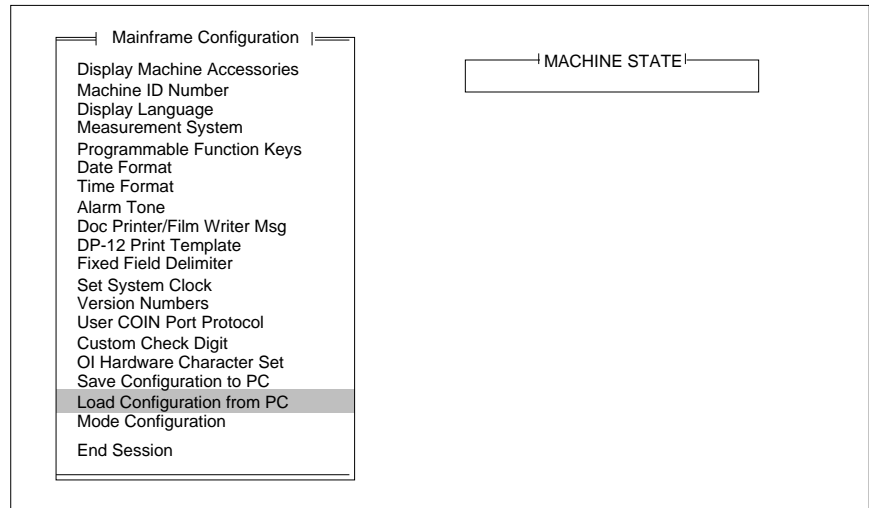 Mainframe Configuration
Display Machine Accessories
Machine ID Number
Display Language
Measurement System
Programmable Function Keys
Date Format
Time Format
Alarm Tone
Doc Printer/Film Writer Msg
DP-12 Print Template
Fixed Field Delimiter
Set System Clock
Version Numbers
User COIN Port Protocol
Custom Check Digit
OI Hardware Character Set
Save Configuration to PC
Load Configuration from PC
Mode Configuration
End Session
MACHINE STATE